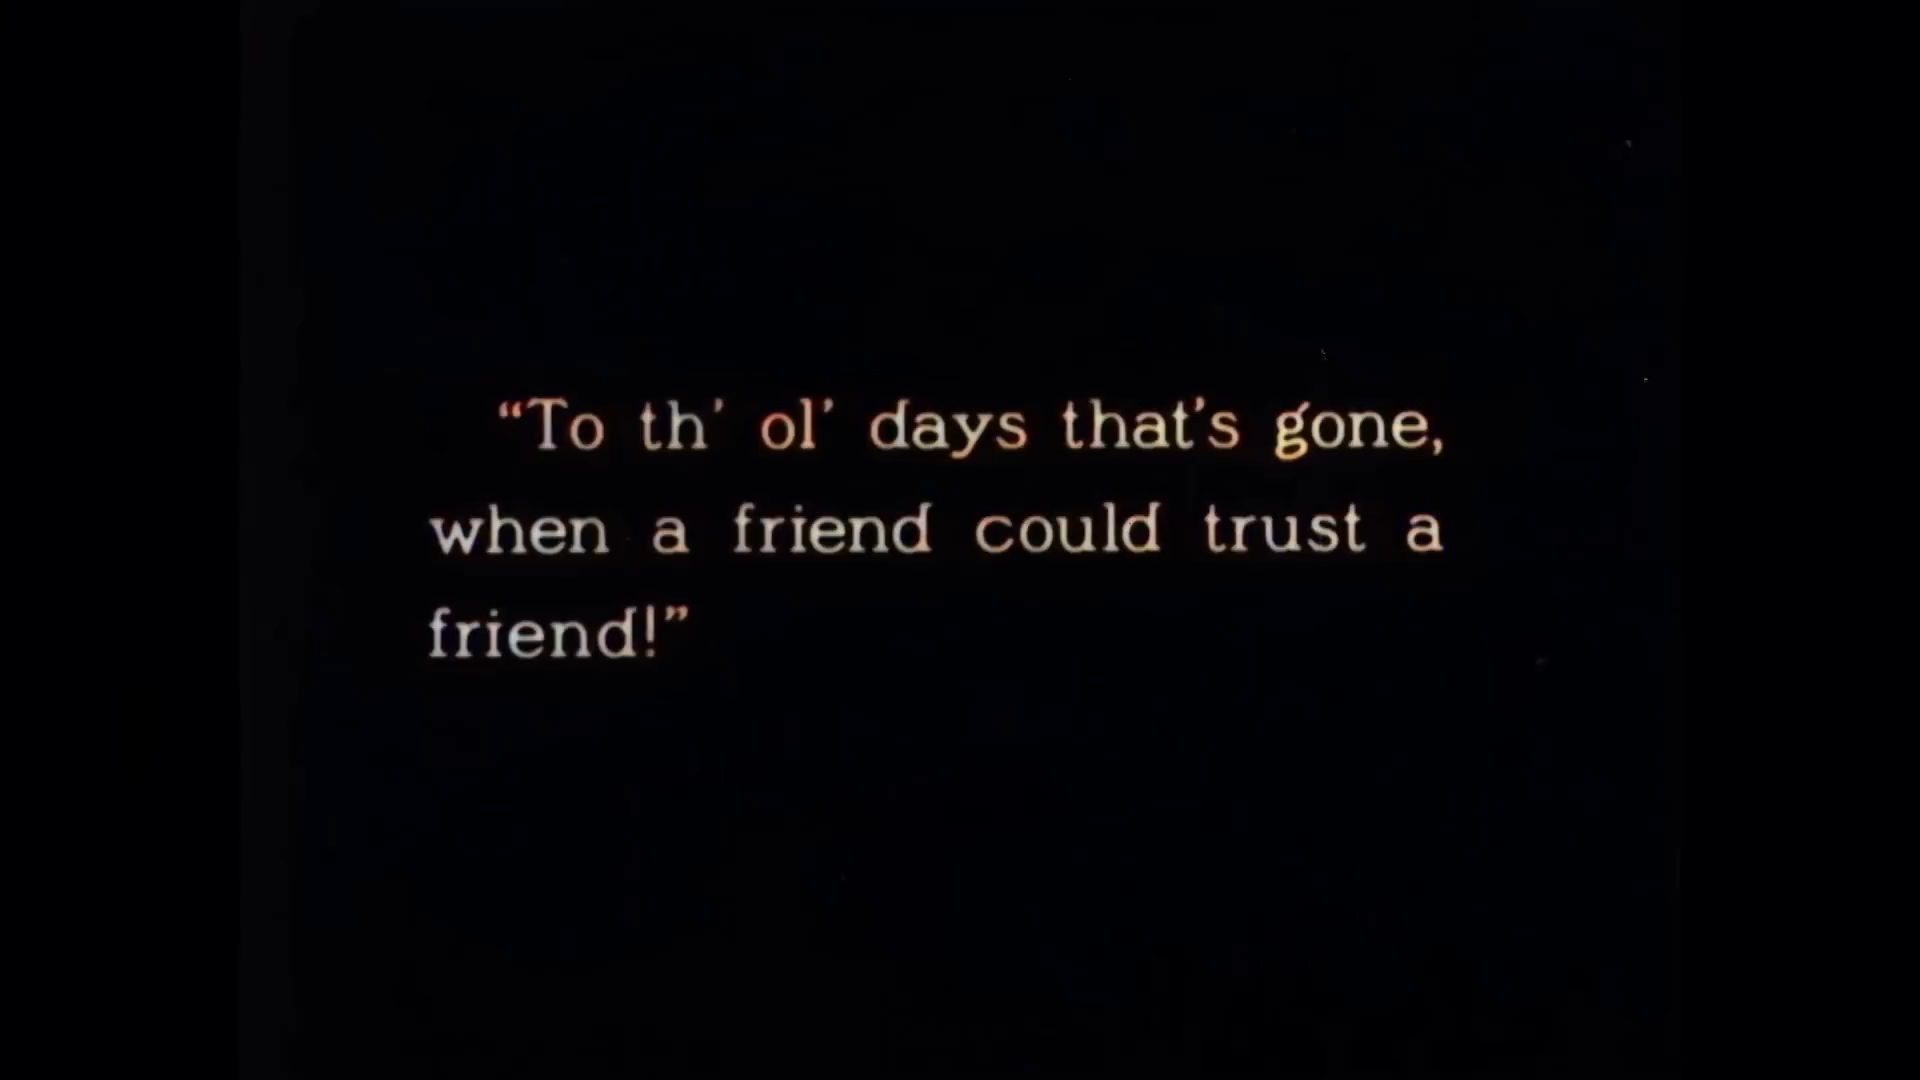 “To th’ ol’ days that’s gone,
when a friend could trust a
friend!”